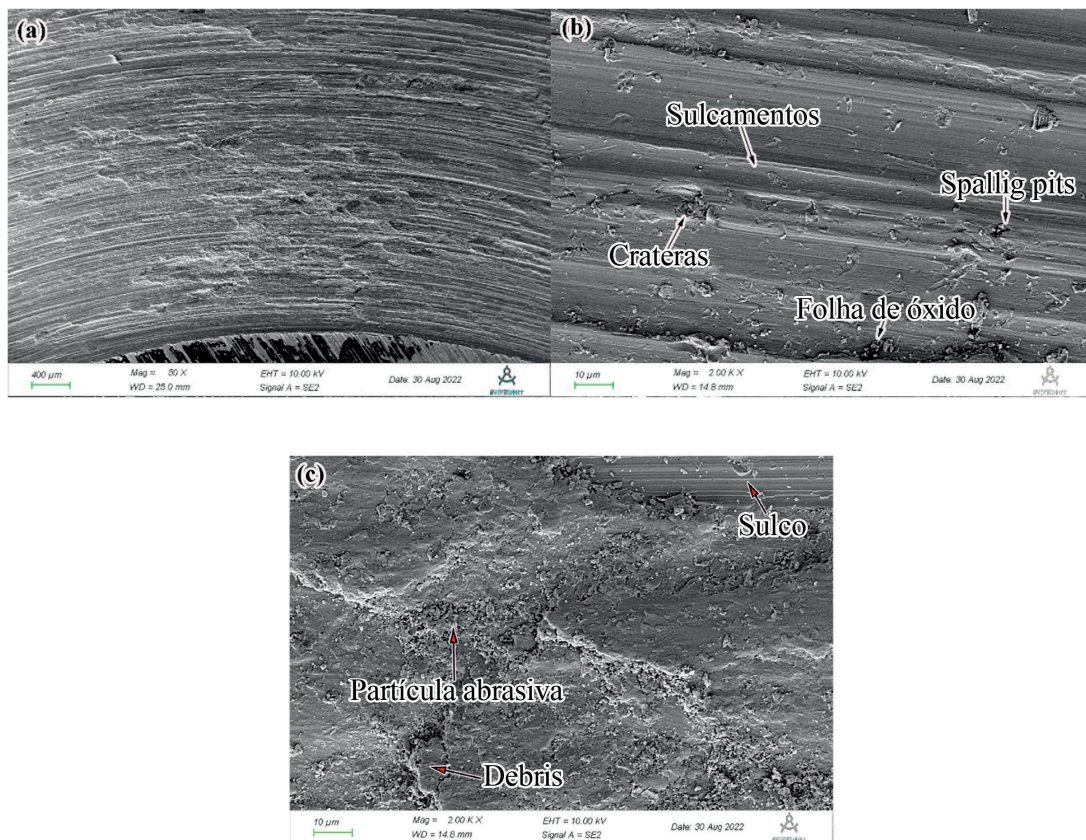 (a)
400 µm
Mag = 50 X
WD = 25.0 mm
EHT = 10.00 kV
Signal A = SE2
Date: 30 Aug 2022
(b)
Sulcamentos
Spallig pits
Crateras
Folha de óxido
10 µm
Mag = 2.00 K X
WD = 14.8 mm
EHT = 10.00 kV
Signal A = SE2
Date: 30 Aug 2022
(c)
Sulco
Partícula abrasiva
Debris
10 µm
Mag = 2.00 K X
WD = 14.8 mm
EHT = 10.00 kV
Signal A = SE2
Date: 30 Aug 2022